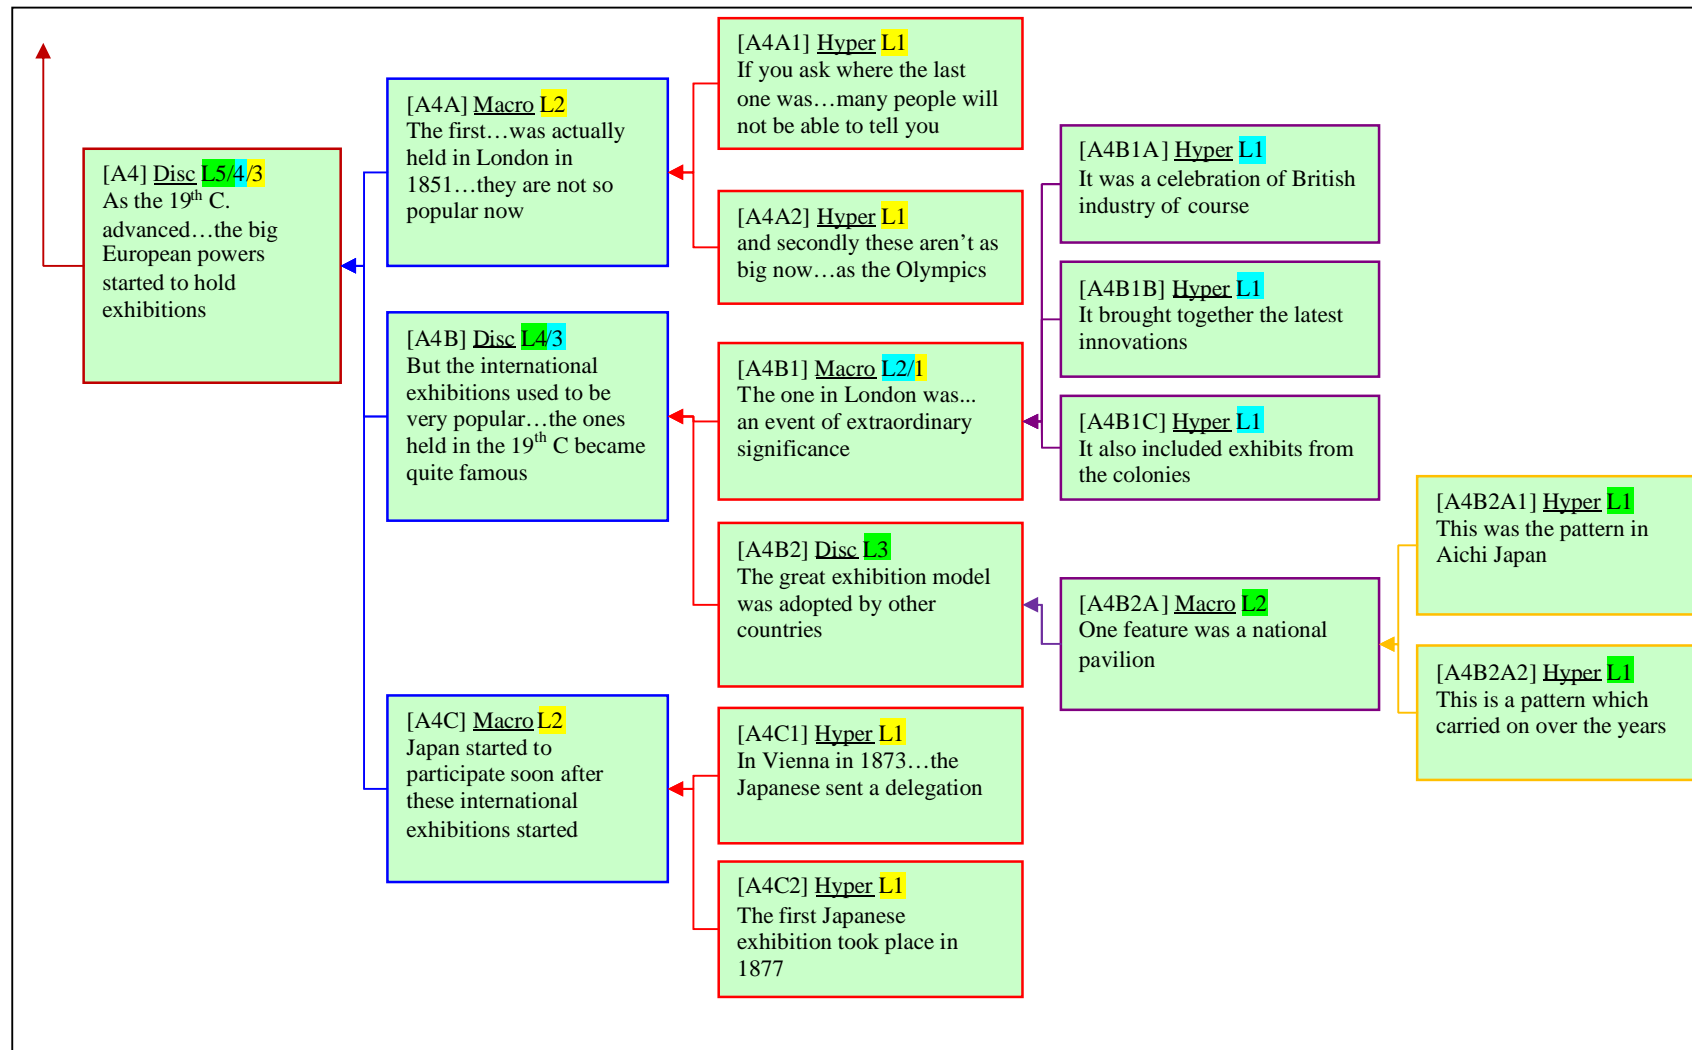 [A4] Disc L5/4/3
As the 19th C.
advanced…the big
European powers
started to hold
exhibitions
[A4A] Macro L2
The first…was actually
held in London in
1851…they are not so
popular now
[A4A1] Hyper L1
If you ask where the last
one was…many people will
not be able to tell you
[A4A2] Hyper L1
and secondly these aren’t as
big now…as the Olympics
[A4B] Disc L4/3
But the international
exhibitions used to be
very popular…the ones
held in the 19th C became
quite famous
[A4B1] Macro L2/1
The one in London was...
an event of extraordinary
significance
[A4B1A] Hyper L1
It was a celebration of British
industry of course
[A4B1B] Hyper L1
It brought together the latest
innovations
[A4B1C] Hyper L1
It also included exhibits from
the colonies
[A4B2] Disc L3
The great exhibition model
was adopted by other
countries
[A4B2A] Macro L2
One feature was a national
pavilion
[A4B2A1] Hyper L1
This was the pattern in
Aichi Japan
[A4B2A2] Hyper L1
This is a pattern which
carried on over the years
[A4C] Macro L2
Japan started to
participate soon after
these international
exhibitions started
[A4C1] Hyper L1
In Vienna in 1873…the
Japanese sent a delegation
[A4C2] Hyper L1
The first Japanese
exhibition took place in
1877